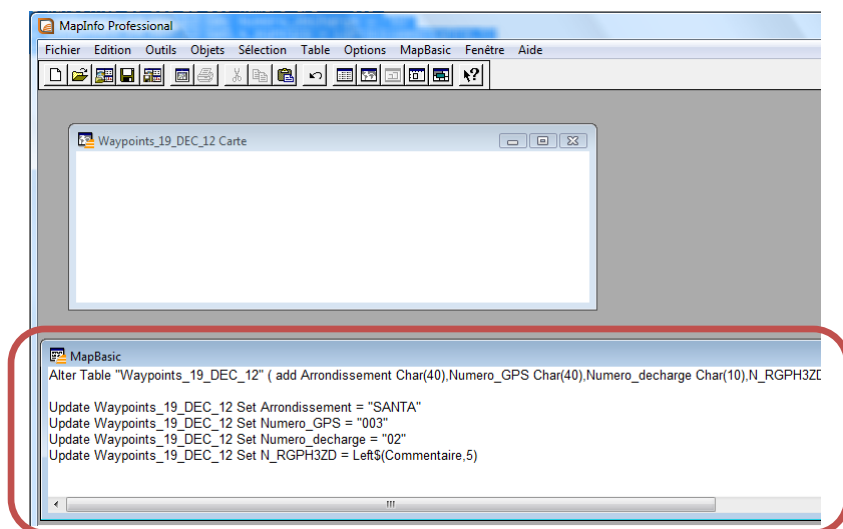 MapInfo Professional
Fichier Edition Outils Objets Sélection Table Options MapBasic Fenêtre Aide
Waypoints_19_DEC_12 Carte
MapBasic
Alter Table "Waypoints_19_DEC_12" ( add Arrondissement Char(40),Numero_GPS Char(40),Numero_decharge Char(10),N_RGPH3ZD
Update Waypoints_19_DEC_12 Set Arrondissement = "SANTA"
Update Waypoints_19_DEC_12 Set Numero_GPS = "003"
Update Waypoints_19_DEC_12 Set Numero_decharge = "02"
Update Waypoints_19_DEC_12 Set N_RGPH3ZD = Left$(Commentaire,5)